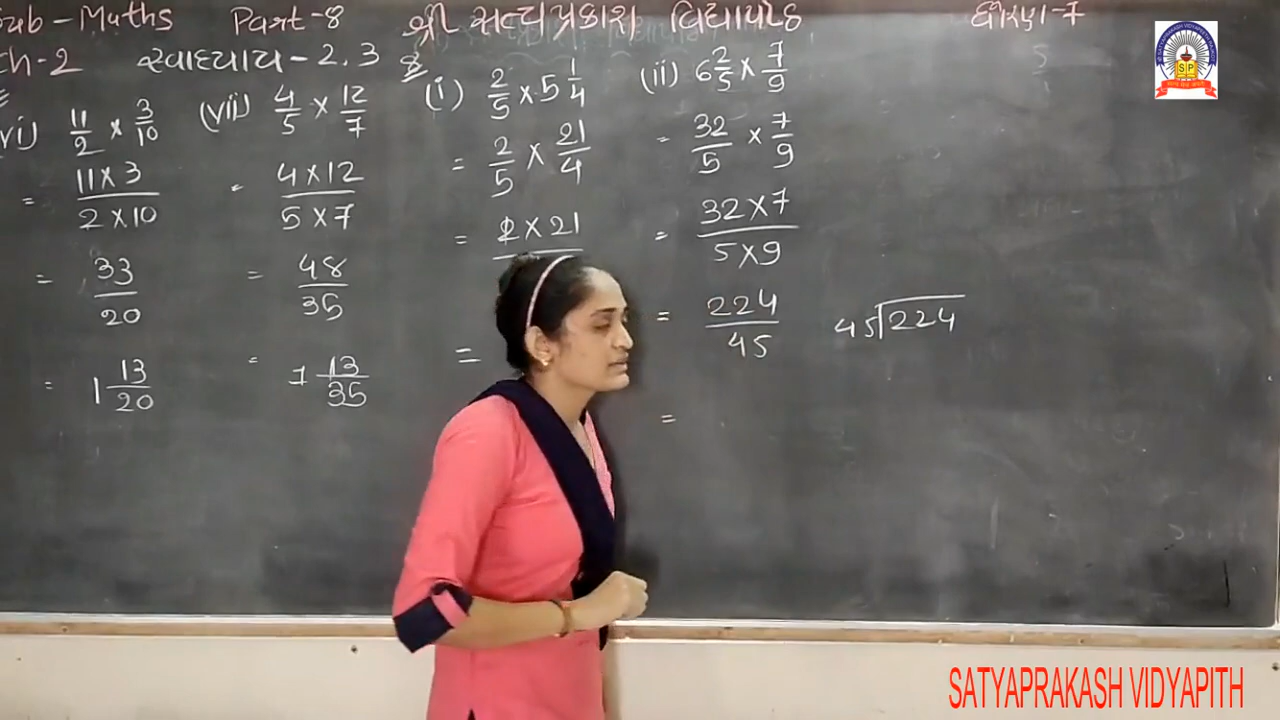 Sub-Maths Part-8 શ્રી સત્યપ્રકાશ વિદ્યાપીઠ ધોરણ-7
Ch-2 સ્વાધ્યાય-2.3
vi) 11/2 × 3/10
= 11×3 / 2×10
= 33/20
= 1 13/20
(vii) 4/5 × 12/7
= 4×12 / 5×7
= 48/35
= 1 13/35
(i) 2/5 × 5 1/4
= 2/5 × 21/4
= 2×21
=
(ii) 6 2/5 × 7/9
= 32/5 × 7/9
= 32×7 / 5×9
= 224/45
=
45)224
SP
SATYAPRAKASH VIDYAPITH